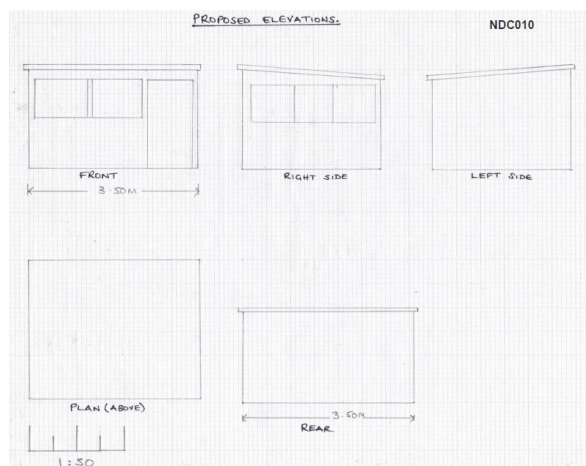 PROPOSED ELEVATIONS.
NDC010
FRONT
3.50M
RIGHT SIDE
LEFT SIDE
PLAN (ABOVE)
3.50M
REAR
1:50